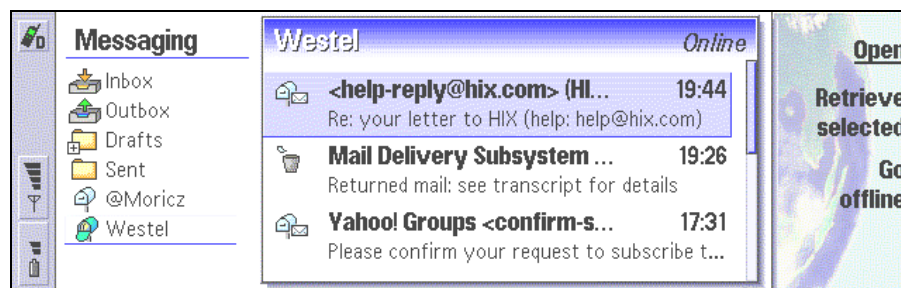 Messaging
Inbox
Outbox
Drafts
Sent
@Moricz
Westel
Westel Online
<help-reply@hix.com> (HI... 19:44
Re: your letter to HIX (help: help@hix.com)
Mail Delivery Subsystem ... 19:26
Returned mail: see transcript for details
Yahoo! Groups <confirm-s... 17:31
Please confirm your request to subscribe t...
Open
Retrieve
selected
Go
offline
D